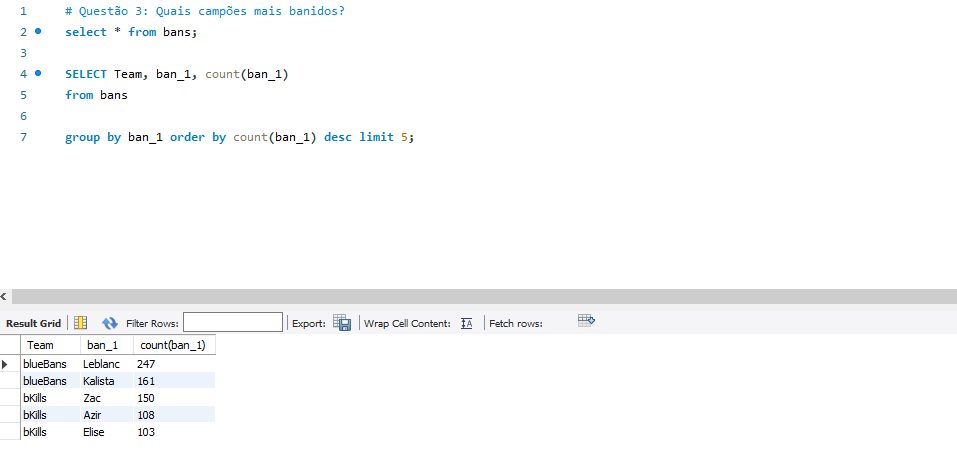 1 # Questão 3: Quais campões mais banidos?
2 select * from bans;
3
4 SELECT Team, ban_1, count(ban_1)
5 from bans
6
7 group by ban_1 order by count(ban_1) desc limit 5;
Result Grid Filter Rows: Export: Wrap Cell Content: IA Fetch rows:
Team ban_1 count(ban_1)
blueBans Leblanc 247
blueBans Kalista 161
bKills Zac 150
bKills Azir 108
bKills Elise 103